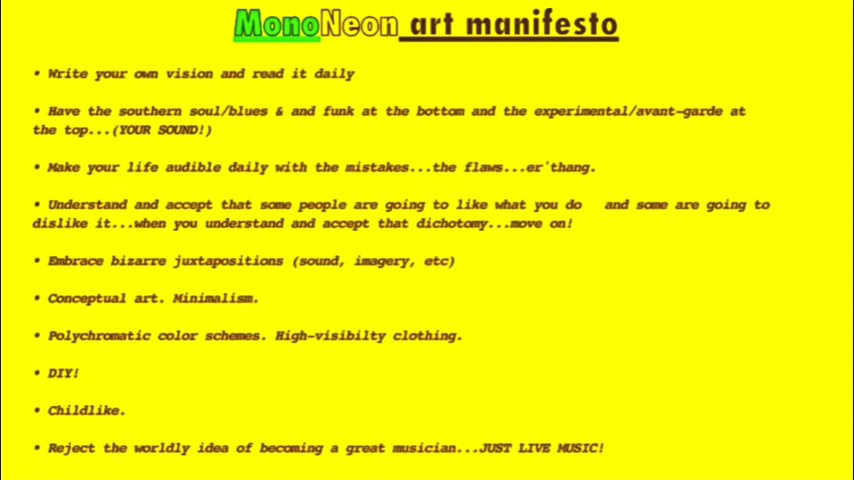 MonoNeon art manifesto
• Write your own vision and read it daily
• Have the southern soul/blues & and funk at the bottom and the experimental/avant-garde at
the top...(YOUR SOUND!)
• Make your life audible daily with the mistakes...the flaws...er'thang.
• Understand and accept that some people are going to like what you do and some are going to
dislike it...when you understand and accept that dichotomy...move on!
• Embrace bizarre juxtapositions (sound, imagery, etc)
• Conceptual art. Minimalism.
• Polychromatic color schemes. High-visibilty clothing.
• DIY!
• Childlike.
• Reject the worldly idea of becoming a great musician...JUST LIVE MUSIC!